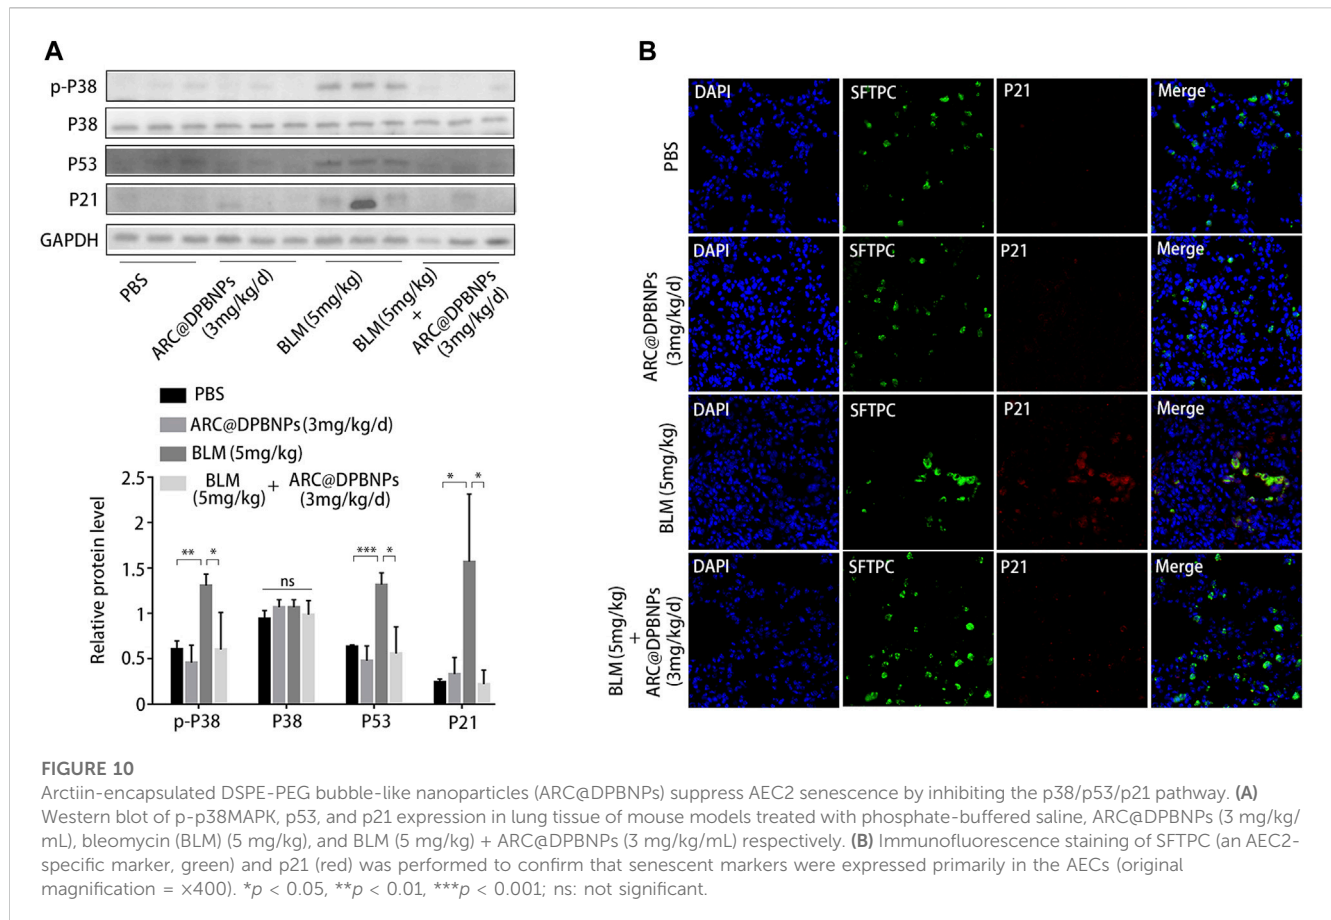 A
p-P38
P38
P53
P21
GAPDH
PBS
ARC@DPBNPs
(3mg/kg/d)
BLM (5mg/kg)
BLM (5mg/kg)
+
ARC@DPBNPs
(3mg/kg/d)
PBS
ARC@DPBNPs (3mg/kg/d)
BLM (5mg/kg)
BLM + ARC@DPBNPs
(5mg/kg) (3mg/kg/d)
Relative protein level
2.5
2
1.5
1
0.5
0
** *
ns
*** *
* *
p-P38 P38 P53 P21
B
PBS
DAPI SFTPC P21 Merge
ARC@DPBNPs
(3mg/kg/d)
DAPI SFTPC P21 Merge
BLM (5mg/kg)
DAPI SFTPC P21 Merge
BLM (5mg/kg)
+
ARC@DPBNPs
(3mg/kg/d)
DAPI SFTPC P21 Merge
FIGURE 10
Arctiin-encapsulated DSPE-PEG bubble-like nanoparticles (ARC@DPBNPs) suppress AEC2 senescence by inhibiting the p38/p53/p21 pathway. (A)
Western blot of p-p38MAPK, p53, and p21 expression in lung tissue of mouse models treated with phosphate-buffered saline, ARC@DPBNPs (3 mg/kg/
mL), bleomycin (BLM) (5 mg/kg), and BLM (5 mg/kg) + ARC@DPBNPs (3 mg/kg/mL) respectively. (B) Immunofluorescence staining of SFTPC (an AEC2-
specific marker, green) and p21 (red) was performed to confirm that senescent markers were expressed primarily in the AECs (original
magnification = ×400). *p < 0.05, **p < 0.01, ***p < 0.001; ns: not significant.